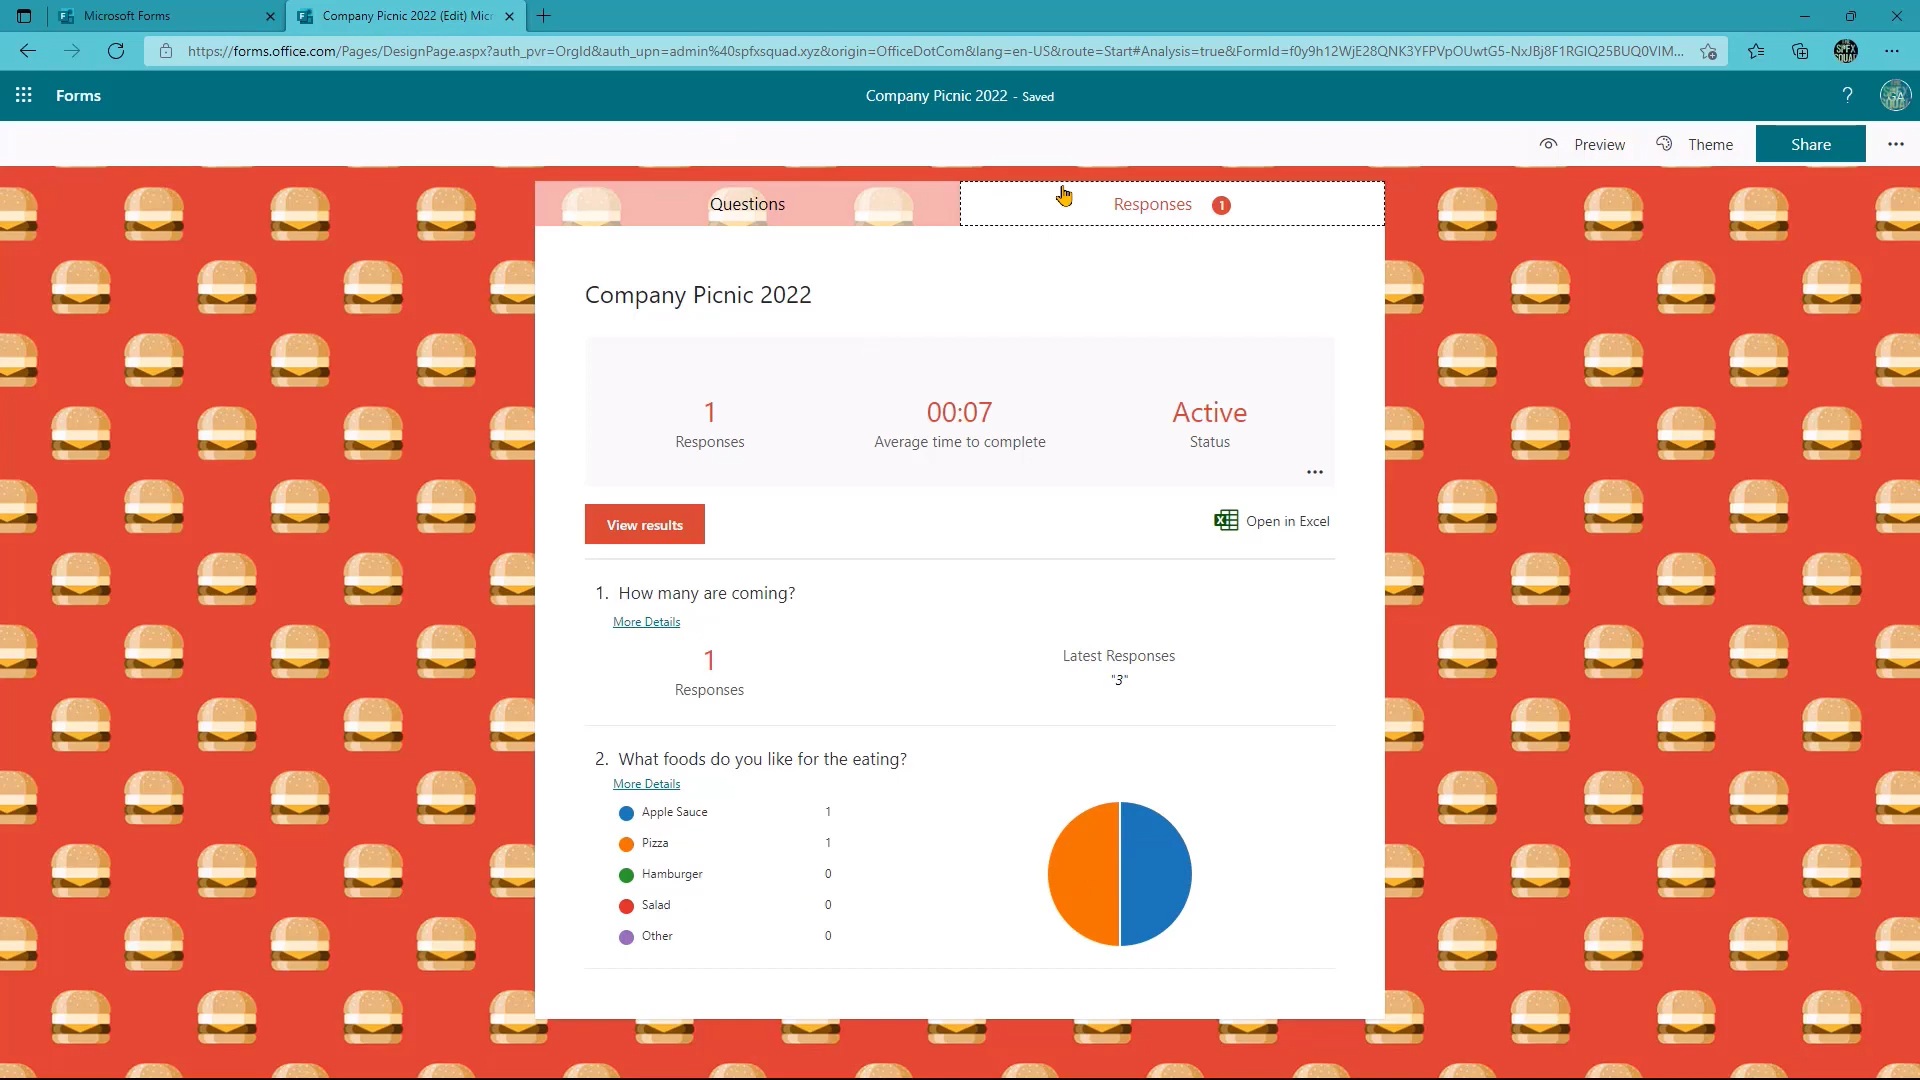 Microsoft Forms
Company Picnic 2022 (Edit) Micr
https://forms.office.com/Pages/DesignPage.aspx?auth_pvr=OrgId&auth_upn=admin%40spfxsquad.xyz&origin=OfficeDotCom&lang=en-US&route=Start#Analysis=true&FormId=f0y9h12WjE28QNK3YFPVpOUwtG5-NxJBj8F1RGIQ25BUQ0VIM...
Forms
Company Picnic 2022 - Saved
?
Preview
Theme
Share
Questions
Responses 1
Company Picnic 2022
1
Responses
00:07
Average time to complete
Active
Status
View results
Open in Excel
1. How many are coming?
More Details
1
Responses
Latest Responses
"3"
2. What foods do you like for the eating?
More Details
Apple Sauce 1
Pizza 1
Hamburger 0
Salad 0
Other 0